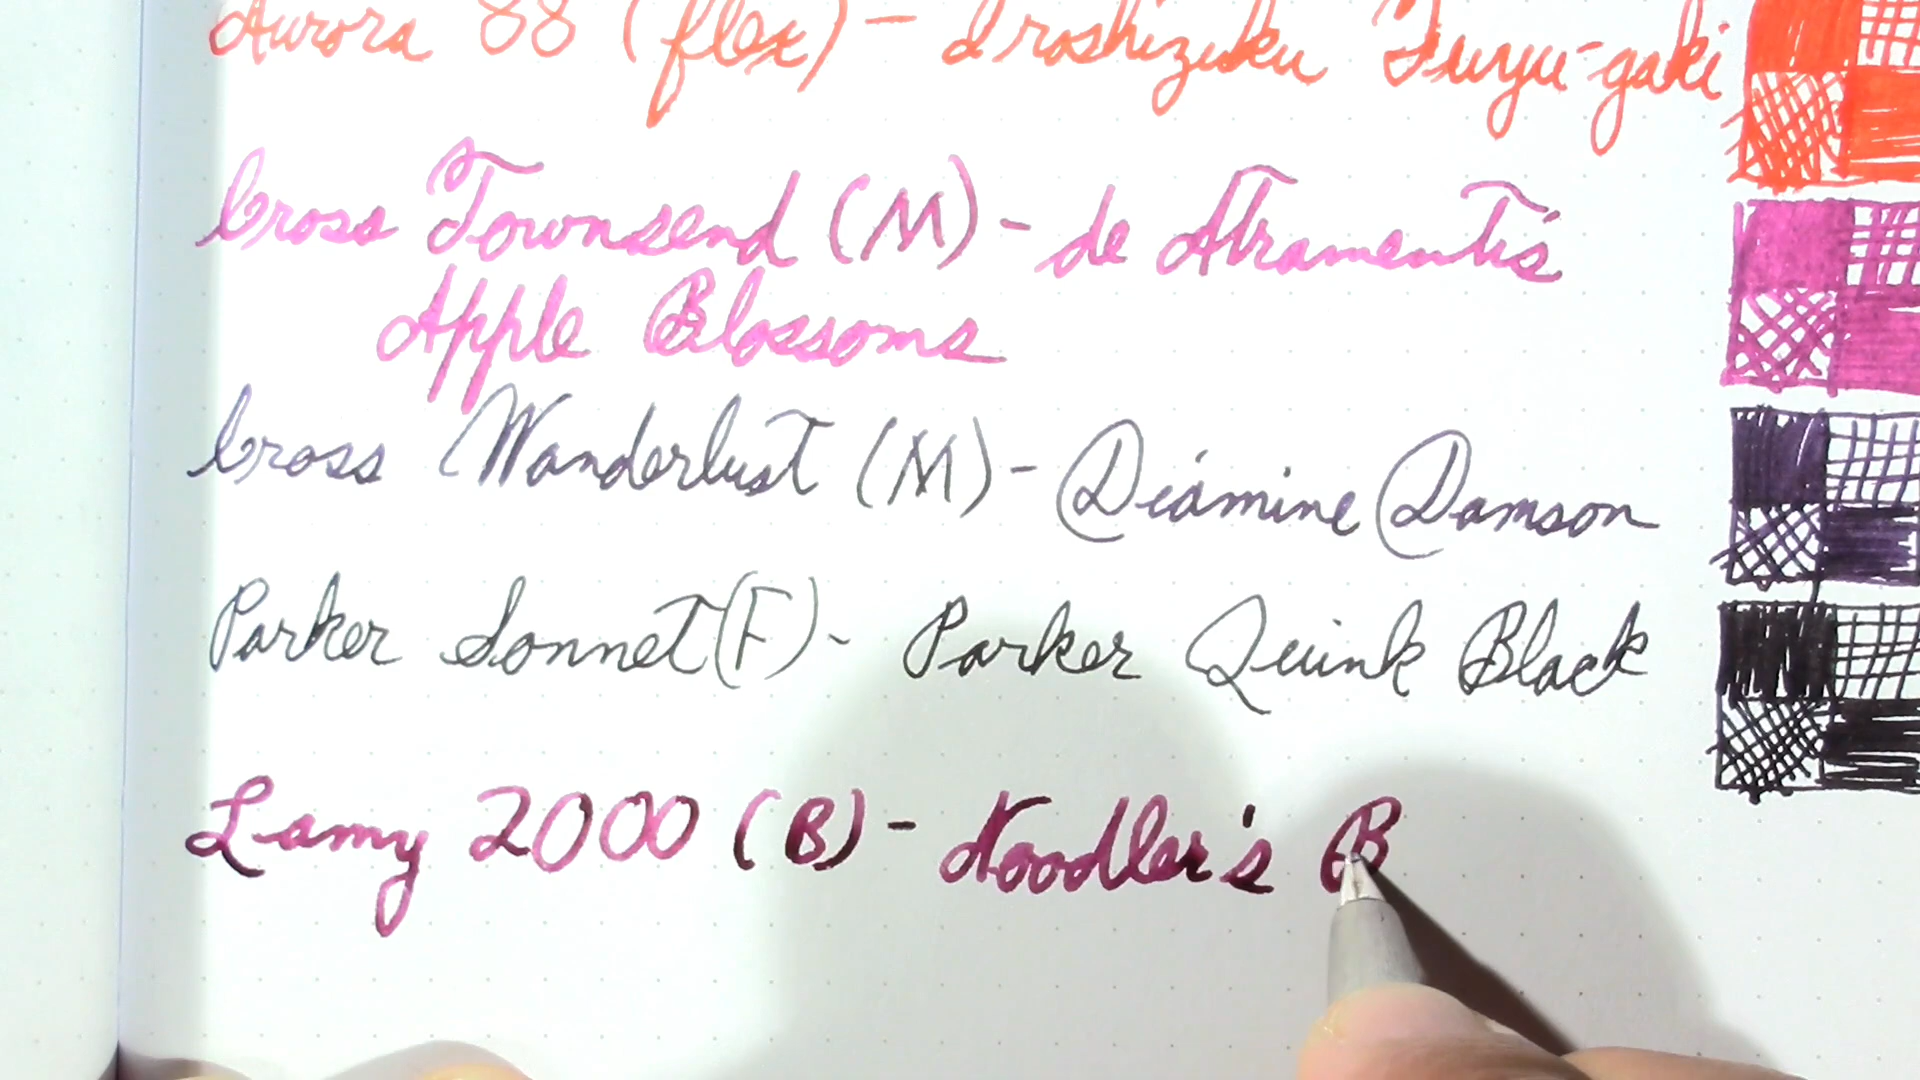 Aurora 88 (flex) - Iroshizuku Fuyu-gaki
Cross Townsend (M) - de Atramentis
Apple Blossoms
Cross Wanderlust (M) - Diamine Damson
Parker Sonnet (F) - Parker Quink Black
Lamy 2000 (B) - Noodler's B